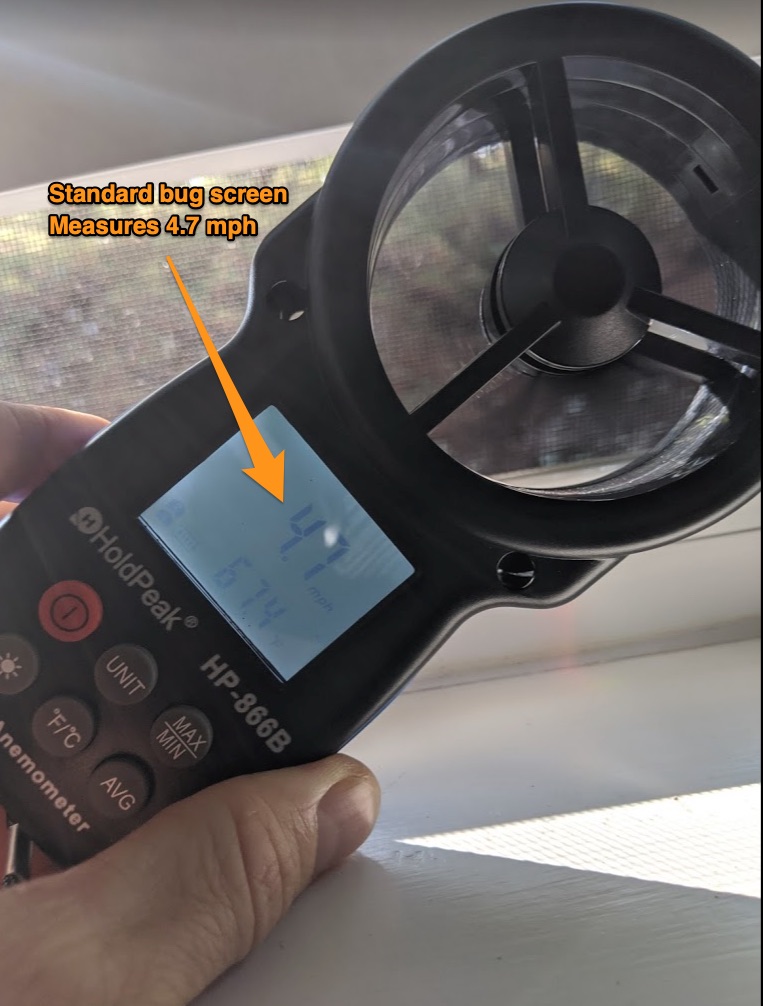 Standard bug screen
Measures 4.7 mph
4.7
mph
67.4
HoldPeak®
HP-866B
UNIT
°F/°C
MAX
MIN
AVG
Anemometer